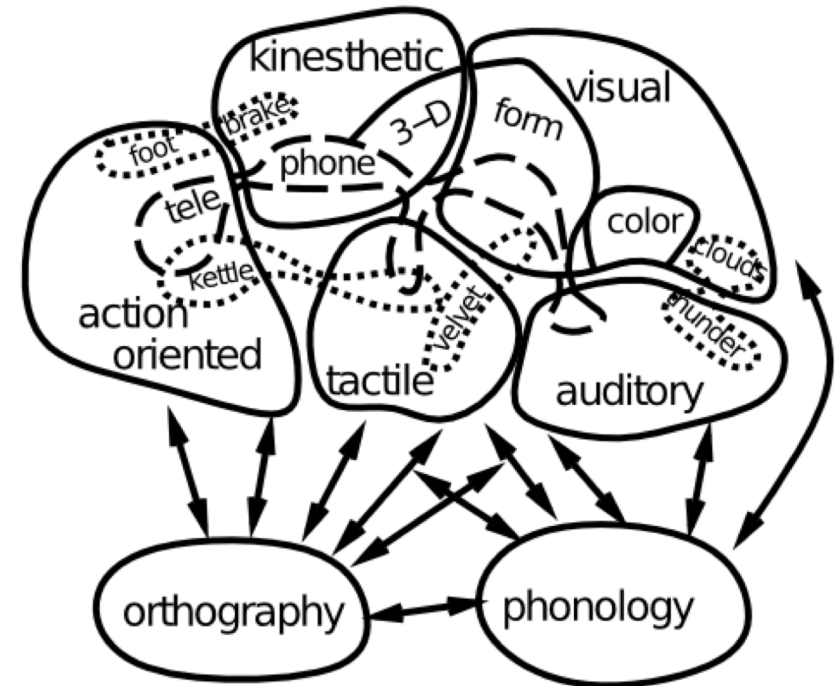 kinesthetic
visual
brake
3–D
form
foot
phone
tele
color
clouds
kettle
velvet
thunder
action
oriented
tactile
auditory
orthography
phonology